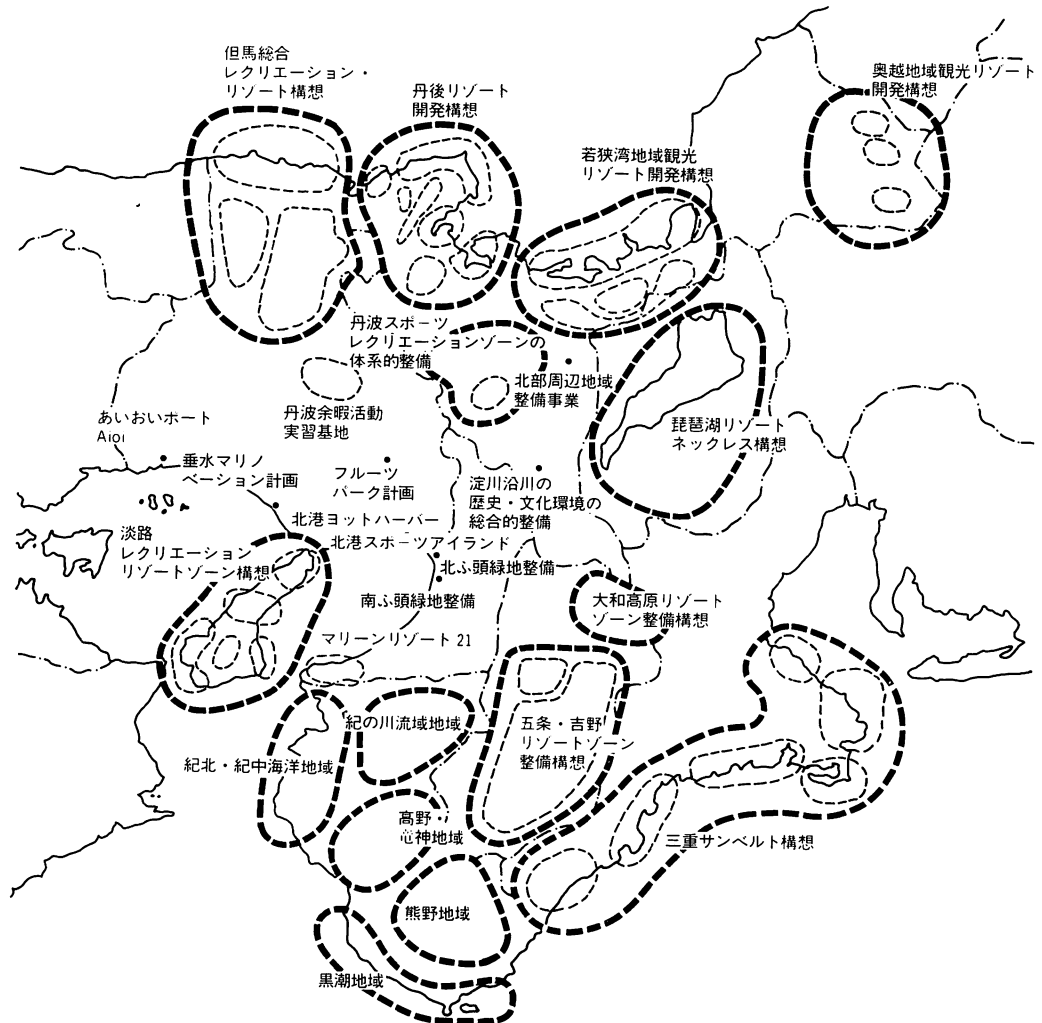 但馬総合
レクリエーション・
リゾート構想
丹後リゾート
開発構想
奥越地域観光リゾート
開発構想
若狭湾地域観光
リゾート開発構想
丹波スポーツ
レクリエーションゾーンの
体系的整備
北部周辺地域
整備事業
丹波余暇活動
実習基地
琵琶湖リゾート
ネックレス構想
あいおいポート
Aioi
垂水マリノ
ベーション計画
フルーツ
パーク計画
淀川沿川の
歴史・文化環境の
総合的整備
北港ヨットハーバー
北港スポーツアイランド
淡路
レクリエーション
リゾートゾーン構想
北ふ頭緑地整備
南ふ頭緑地整備
大和高原リゾート
ゾーン整備構想
マリーンリゾート21
紀の川流域地域
五条・吉野
リゾートゾーン
整備構想
紀北・紀中海洋地域
高野・
竜神地域
三重サンベルト構想
熊野地域
黒潮地域